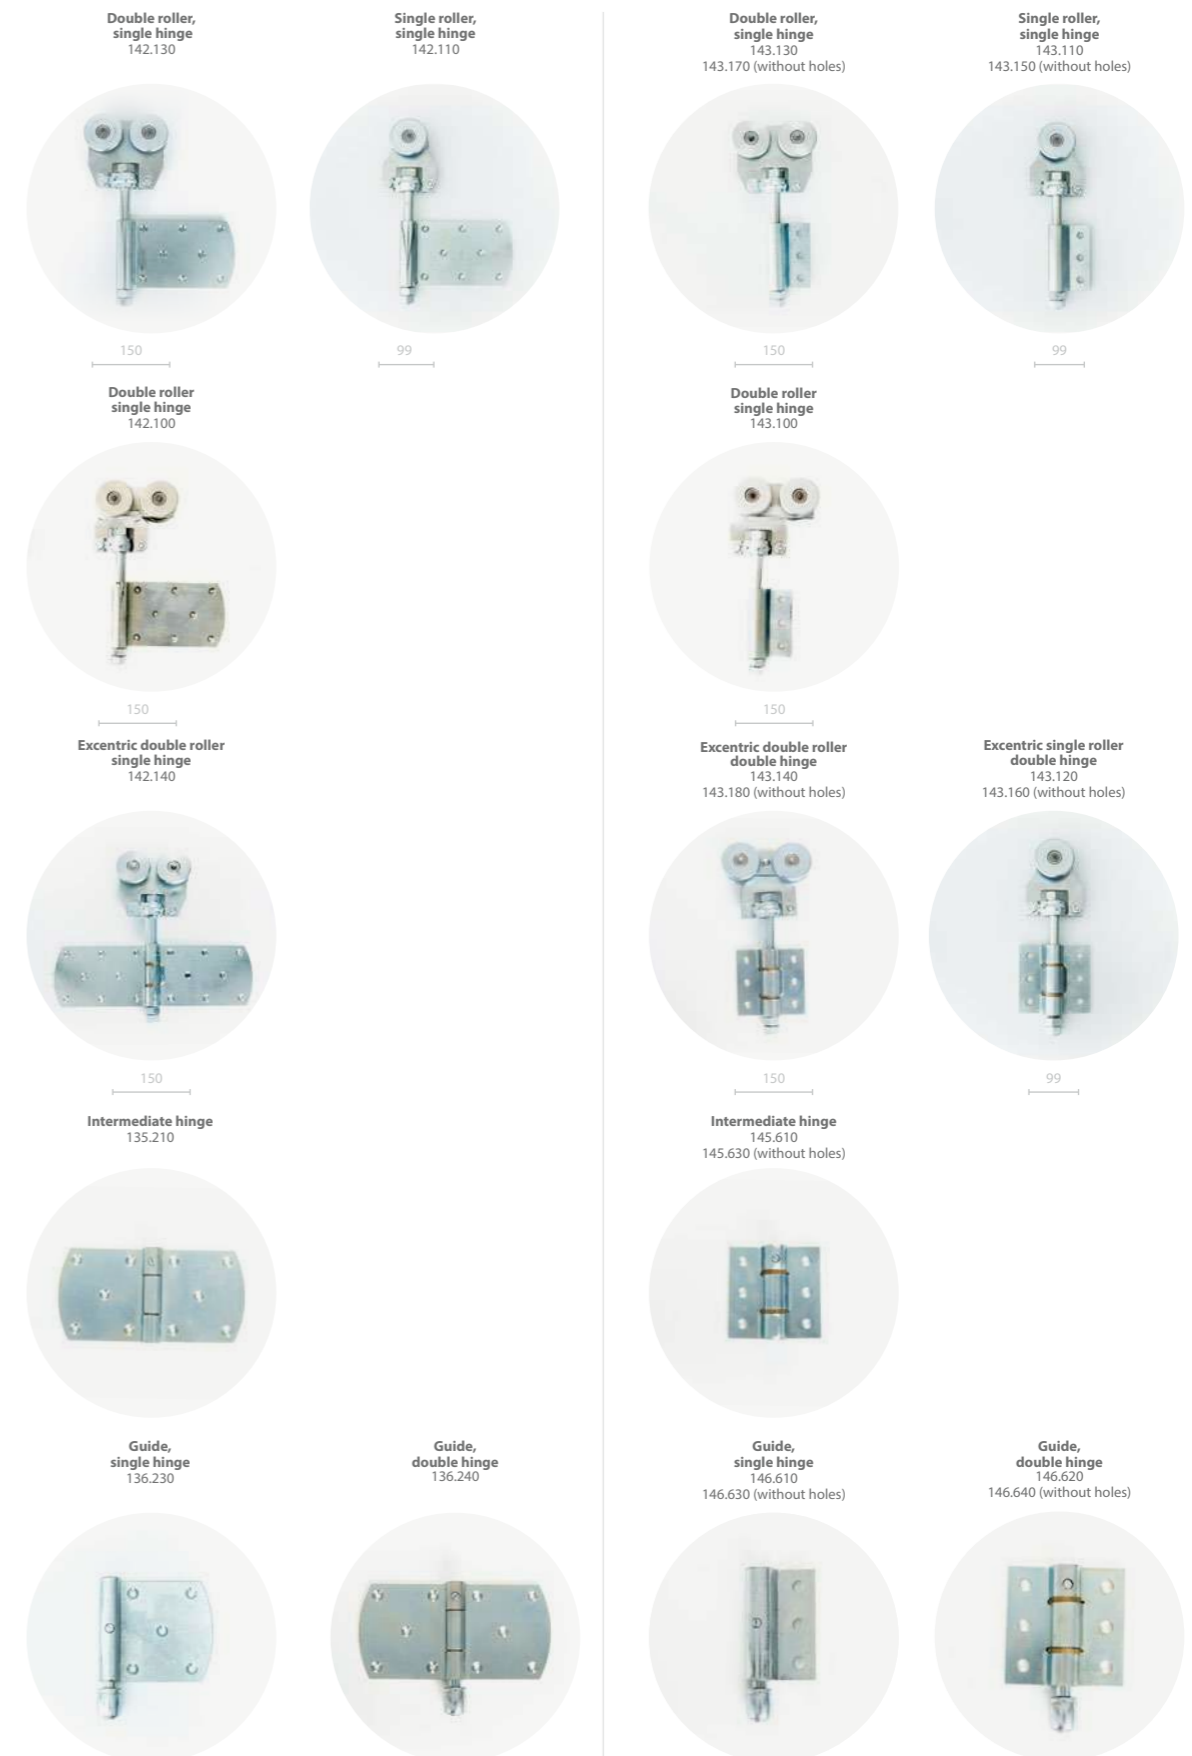 Double roller,
single hinge
142.130
Single roller,
single hinge
142.110
Double roller,
single hinge
143.130
143.170 (without holes)
Single roller,
single hinge
143.110
143.150 (without holes)
150
99
150
99
Double roller
single hinge
142.100
Double roller
single hinge
143.100
150
150
Excentric double roller
single hinge
142.140
Excentric double roller
double hinge
143.140
143.180 (without holes)
Excentric single roller
double hinge
143.120
143.160 (without holes)
150
150
99
Intermediate hinge
135.210
Intermediate hinge
145.610
145.630 (without holes)
Guide,
single hinge
136.230
Guide,
double hinge
136.240
Guide,
single hinge
146.610
146.630 (without holes)
Guide,
double hinge
146.620
146.640 (without holes)